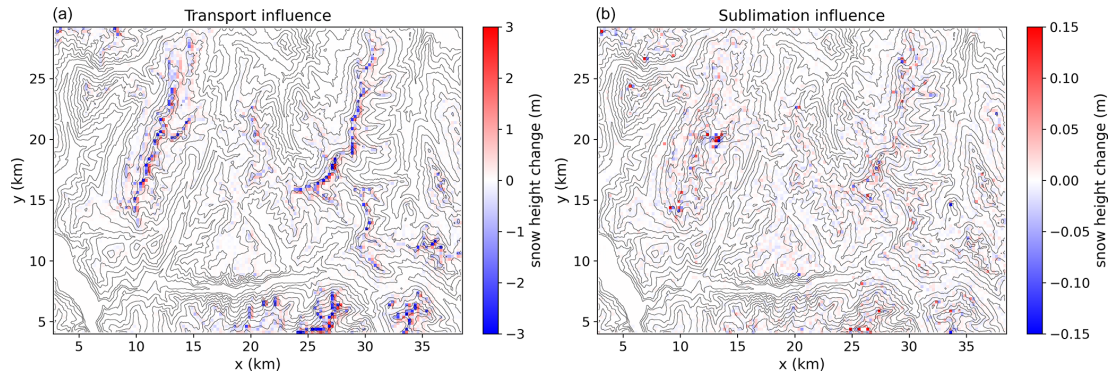 (a)
Transport influence
y (km)
25
20
15
10
5
5 10 15 20 25 30 35
x (km)
3
2
1
0
−1
−2
−3
snow height change (m)
(b)
Sublimation influence
y (km)
25
20
15
10
5
5 10 15 20 25 30 35
x (km)
0.15
0.10
0.05
0.00
−0.05
−0.10
−0.15
snow height change (m)